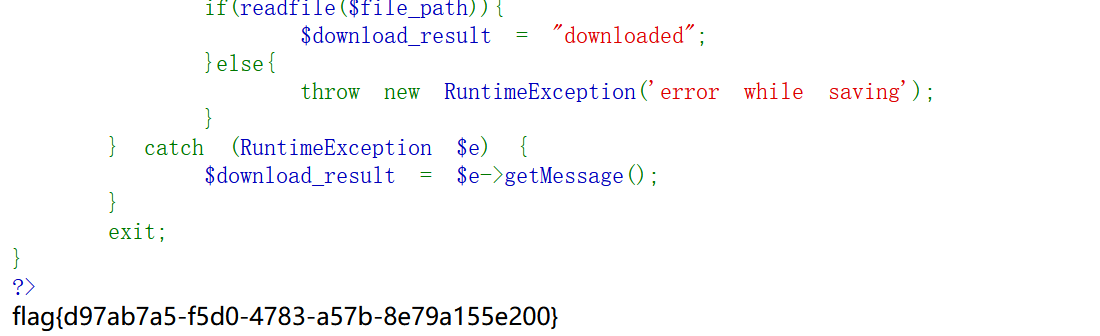 if(readfile($file_path)){
$download_result = "downloaded";
}else{
throw new RuntimeException('error while saving');
}
} catch (RuntimeException $e) {
$download_result = $e->getMessage();
}
exit;
}
?>
flag{d97ab7a5-f5d0-4783-a57b-8e79a155e200}